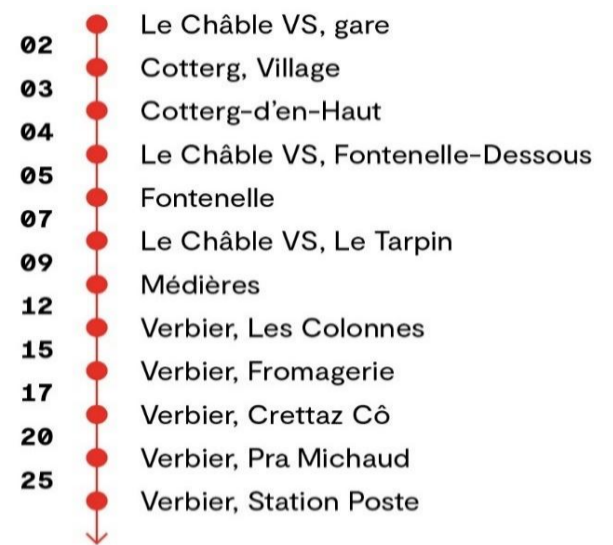 Le Châble VS, gare
02
Cotterg, Village
03
Cotterg-d'en-Haut
04
Le Châble VS, Fontenelle-Dessous
05
Fontenelle
07
Le Châble VS, Le Tarpin
09
Médières
12
Verbier, Les Colonnes
15
Verbier, Fromagerie
17
Verbier, Crettaz Cô
20
Verbier, Pra Michaud
25
Verbier, Station Poste